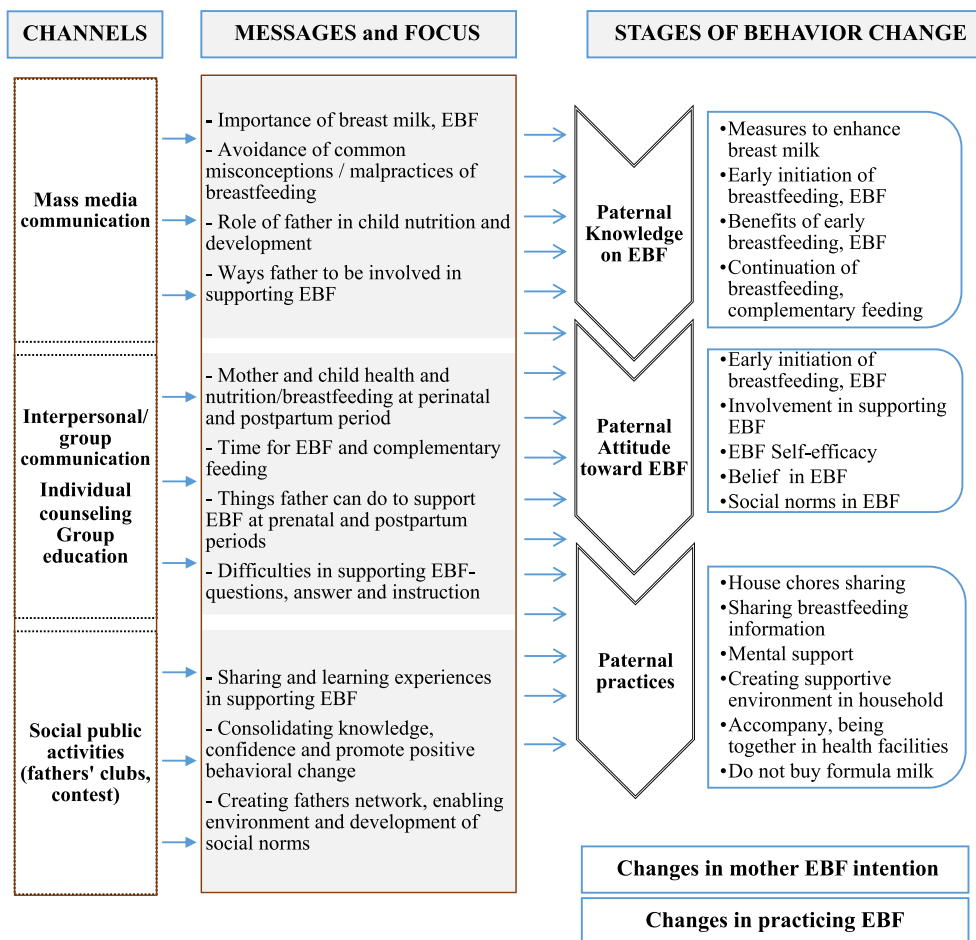 CHANNELS
MESSAGES and FOCUS
STAGES OF BEHAVIOR CHANGE
Mass media
communication
Interpersonal/
group
communication
Individual
counseling
Group
education
Social public
activities
(fathers' clubs,
contest)
- Importance of breast milk, EBF
- Avoidance of common
misconceptions / malpractices of
breastfeeding
- Role of father in child nutrition and
development
- Ways father to be involved in
supporting EBF
- Mother and child health and
nutrition/breastfeeding at perinatal
and postpartum period
- Time for EBF and complementary
feeding
- Things father can do to support
EBF at prenatal and postpartum
periods
- Difficulties in supporting EBF-
questions, answer and instruction
- Sharing and learning experiences
in supporting EBF
- Consolidating knowledge,
confidence and promote positive
behavioral change
- Creating fathers network, enabling
environment and development of
social norms
Paternal
Knowledge
on EBF
•Measures to enhance
breast milk
•Early initiation of
breastfeeding, EBF
•Benefits of early
breastfeeding, EBF
•Continuation of
breastfeeding,
complementary feeding
Paternal
Attitude
toward EBF
•Early initiation of
breastfeeding, EBF
•Involvement in supporting
EBF
•EBF Self-efficacy
•Belief in EBF
•Social norms in EBF
Paternal
practices
•House chores sharing
•Sharing breastfeeding
information
•Mental support
•Creating supportive
environment in household
•Accompany, being
together in health facilities
•Do not buy formula milk
Changes in mother EBF intention
Changes in practicing EBF